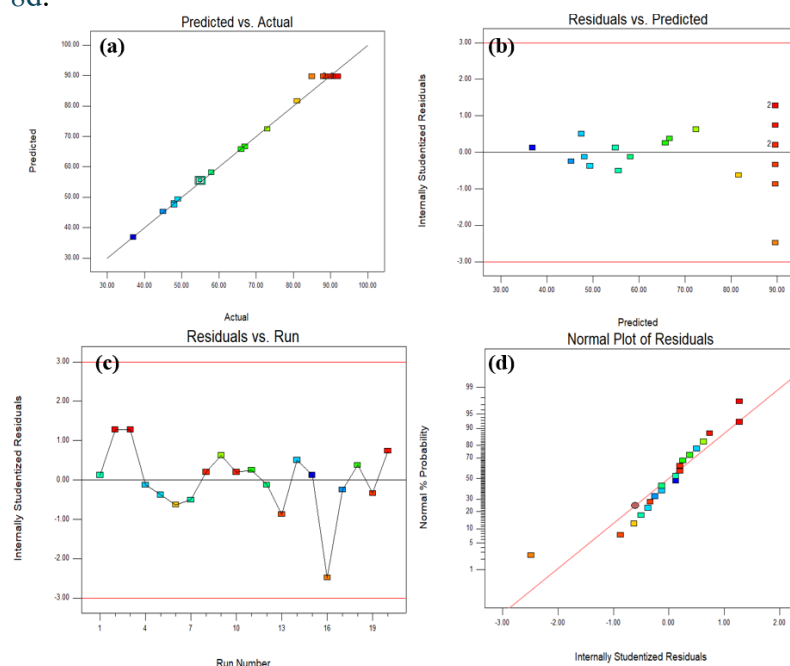 8d.
Predicted vs. Actual
(a)
100.00
90.00
80.00
70.00
60.00
50.00
40.00
30.00
Predicted
30.00 40.00 50.00 60.00 70.00 80.00 90.00 100.00
Actual
Residuals vs. Predicted
(b)
3.00
2.00
1.00
0.00
-1.00
-2.00
-3.00
Internally Studentized Residuals
2
2
30.00 40.00 50.00 60.00 70.00 80.00 90.00
Predicted
Residuals vs. Run
(c)
3.00
2.00
1.00
0.00
-1.00
-2.00
-3.00
Internally Studentized Residuals
1 4 7 10 13 16 19
Run Number
Normal Plot of Residuals
(d)
99
95
90
80
70
50
30
20
10
5
1
Normal % Probability
-3.00 -2.00 -1.00 0.00 1.00 2.00
Internally Studentized Residuals